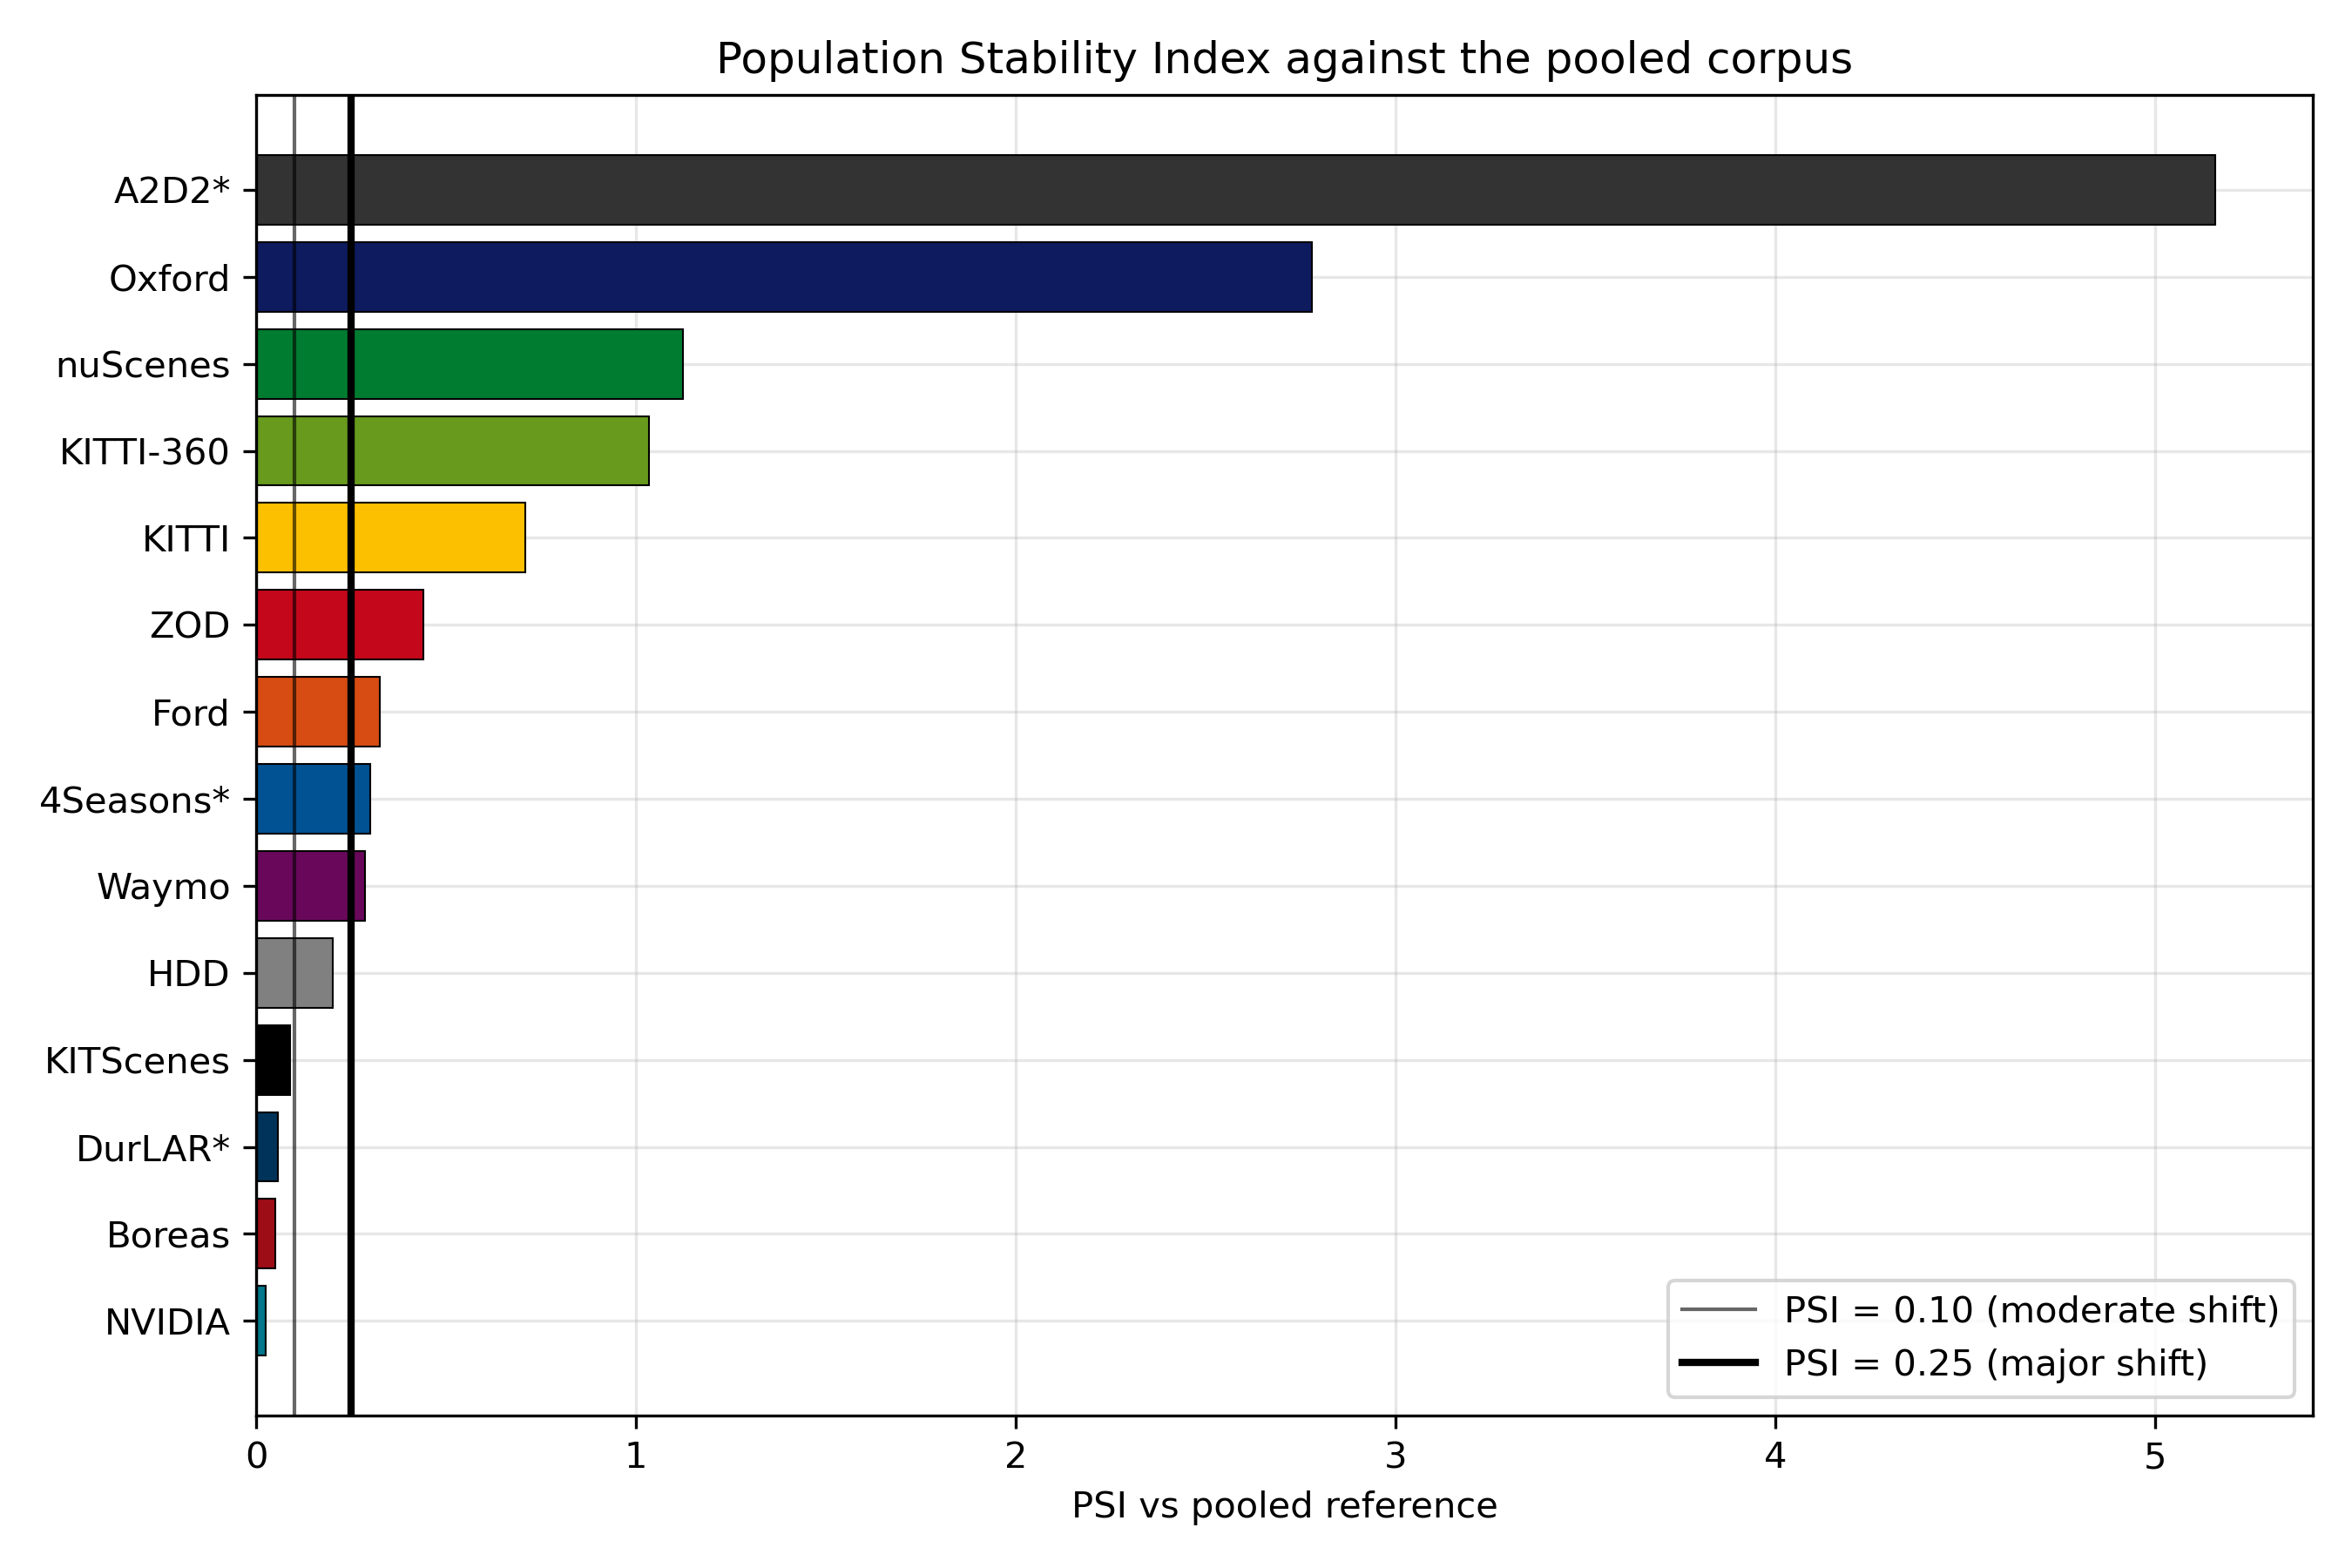 Population Stability Index against the pooled corpus
A2D2*
Oxford
nuScenes
KITTI-360
KITTI
ZOD
Ford
4Seasons*
Waymo
HDD
KITScenes
DurLAR*
Boreas
NVIDIA
PSI = 0.10 (moderate shift)
PSI = 0.25 (major shift)
0 1 2 3 4 5
PSI vs pooled reference